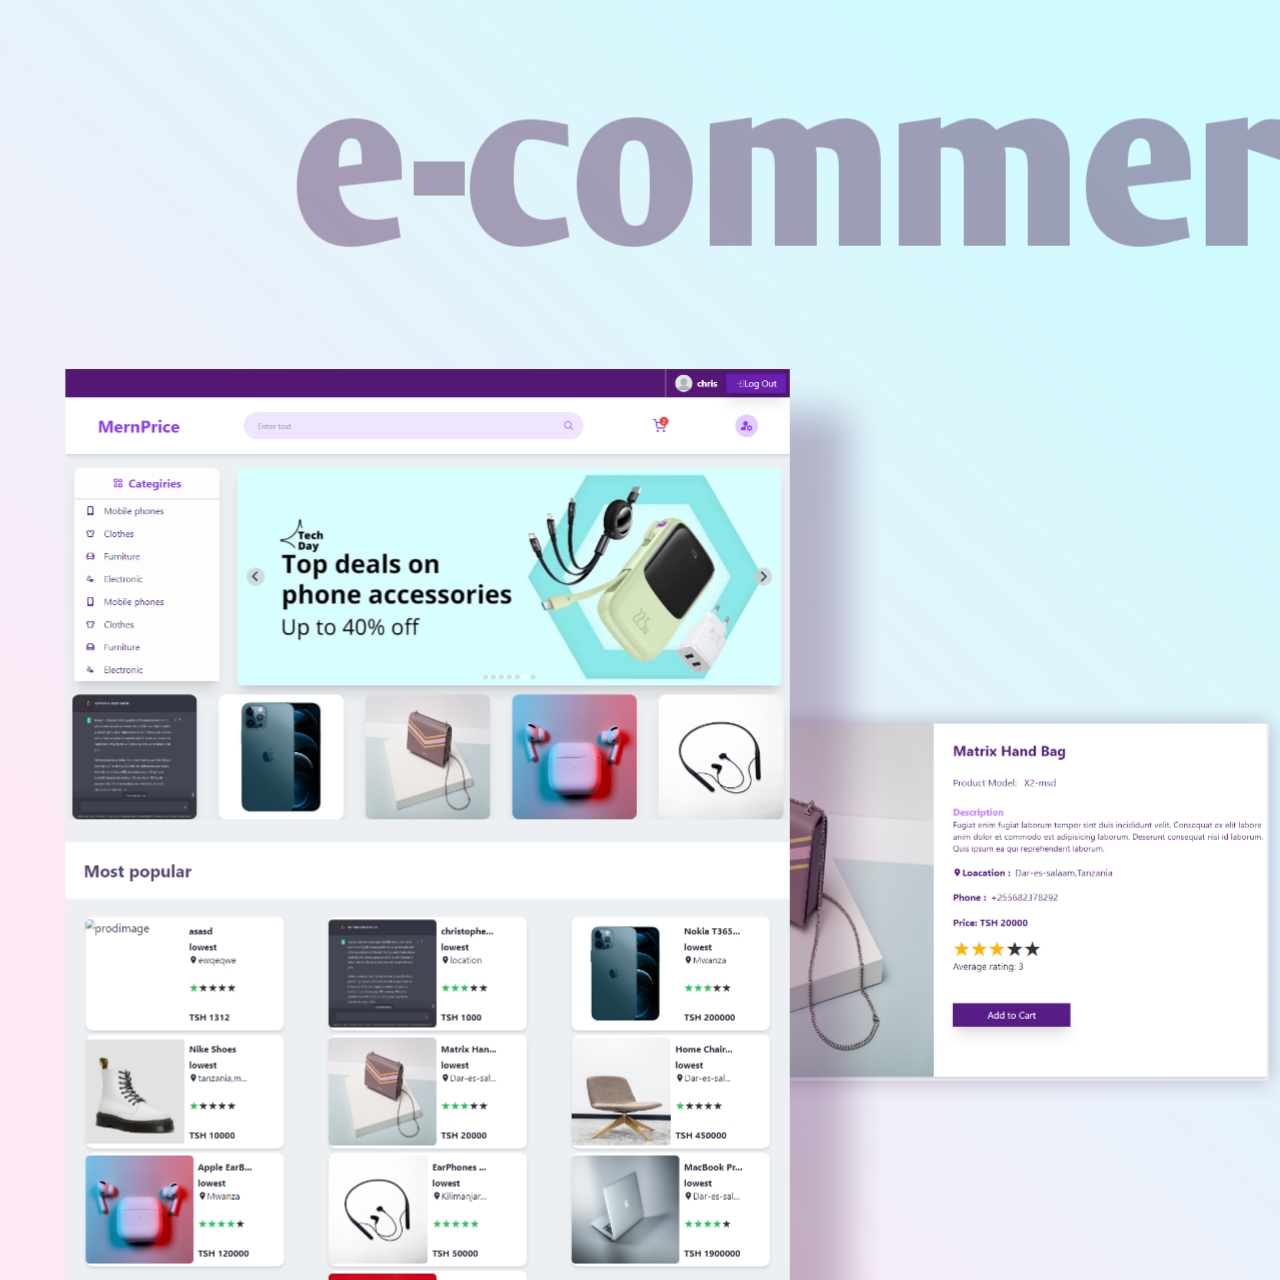 e-commer
chris
Log Out
MernPrice
Enter text
Categiries
Mobile phones
Clothes
Furniture
Electronic
Mobile phones
Clothes
Furniture
Electronic
Tech
Day
Top deals on
phone accessories
Up to 40% off
22.5W
Most popular
prodimage
asasd
lowest
ewqeqwe
TSH 1312
christophe...
lowest
location
TSH 1000
Nokia T365...
lowest
Mwanza
TSH 200000
Nike Shoes
lowest
tanzania,m...
TSH 10000
Matrix Han...
lowest
Dar-es-sal...
TSH 20000
Home Chair...
lowest
Dar-es-sal...
TSH 450000
Apple EarB...
lowest
Mwanza
TSH 120000
EarPhones ...
lowest
Kilimanjar...
TSH 50000
MacBook Pr...
lowest
Dar-es-sal...
TSH 1900000
Matrix Hand Bag
Product Model: X2-msd
Description
Fugiat enim fugiat laborum tempor sint duis incididunt velit. Consequat ex elit labore
anim dolor et commodo est adipisicing laborum. Deserunt consequat nisi id laborum.
Quis ipsum ea qui reprehenderit laborum.
Loacation : Dar-es-salaam,Tanzania
Phone : +255682378292
Price: TSH 20000
Average rating: 3
Add to Cart